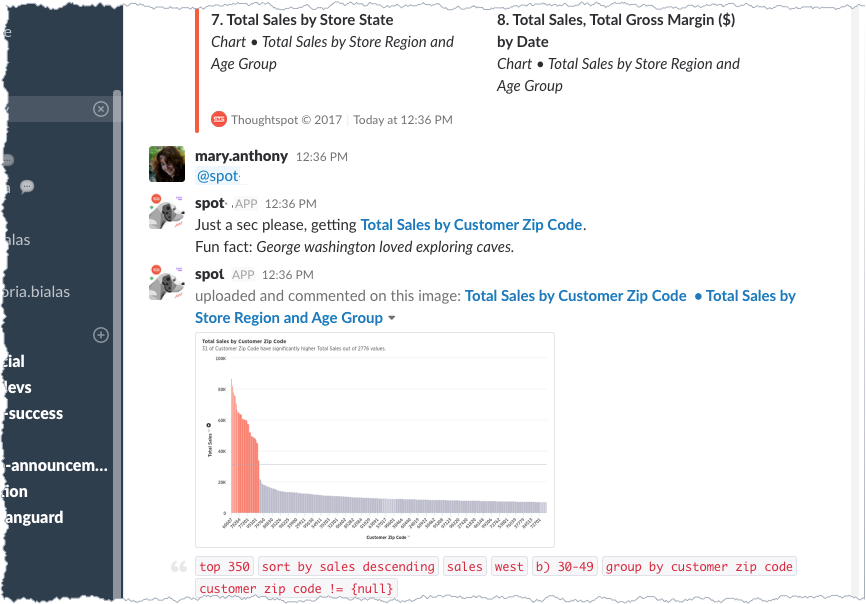 7. Total Sales by Store State
Chart • Total Sales by Store Region and
Age Group
8. Total Sales, Total Gross Margin ($)
by Date
Chart • Total Sales by Store Region and
Age Group
Thoughtspot © 2017 | Today at 12:36 PM
mary.anthony 12:36 PM
@spot
spot APP 12:36 PM
Just a sec please, getting Total Sales by Customer Zip Code.
Fun fact: George washington loved exploring caves.
spot APP 12:36 PM
uploaded and commented on this image: Total Sales by Customer Zip Code • Total Sales by
Store Region and Age Group
Total Sales by Customer Zip Code
31 of Customer Zip Code have significantly higher Total Sales out of 2776 values.
100K
80K
60K
40K
20K
0
Total Sales
Customer Zip Code
top 350 sort by sales descending sales west b) 30-49 group by customer zip code
customer zip code != {null}
alas
oria.bialas
cial
devs
-success
-announcem...
ion
anguard